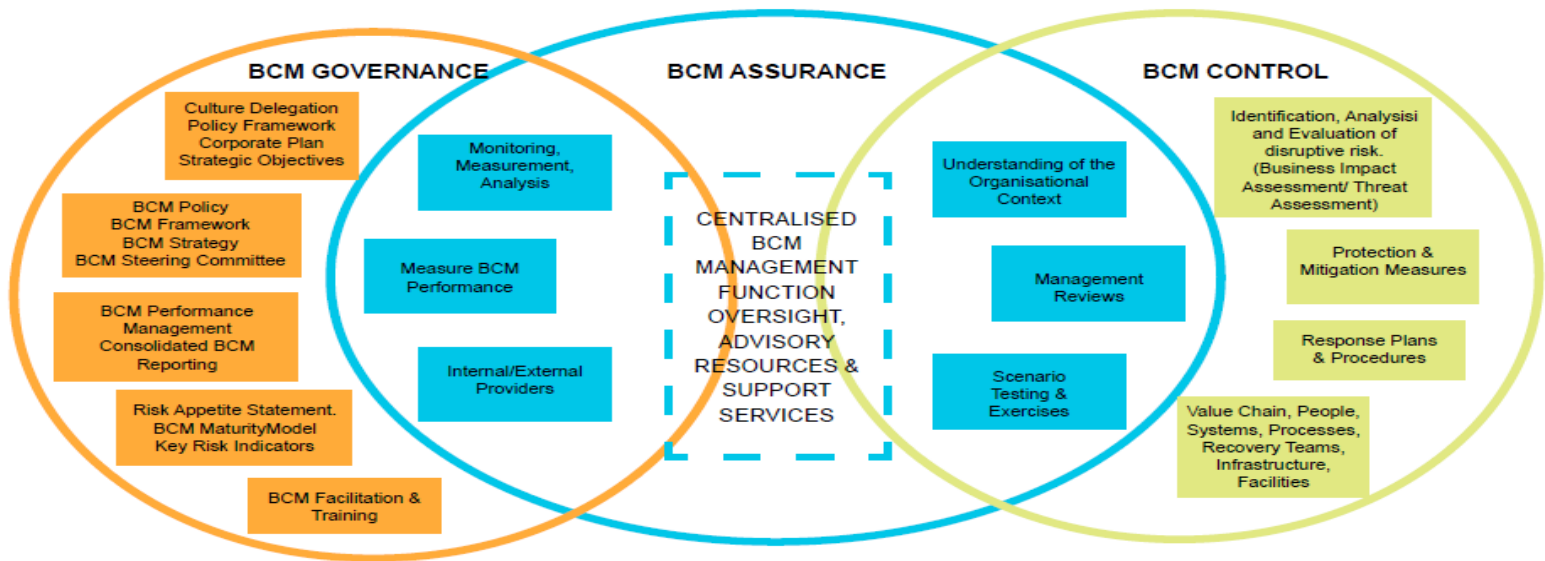 BCM GOVERNANCE
Culture Delegation
Policy Framework
Corporate Plan
Strategic Objectives
BCM Policy
BCM Framework
BCM Strategy
BCM Steering Committee
BCM Performance
Management
Consolidated BCM
Reporting
Risk Appetite Statement.
BCM MaturityModel
Key Risk Indicators
BCM Facilitation &
Training
BCM ASSURANCE
Monitoring,
Measurement,
Analysis
Measure BCM
Performance
Internal/External
Providers
CENTRALISED
BCM
MANAGEMENT
FUNCTION
OVERSIGHT,
ADVISORY
RESOURCES &
SUPPORT
SERVICES
Understanding of the
Organisational
Context
Management
Reviews
Scenario
Testing &
Exercises
BCM CONTROL
Identification, Analysisi
and Evaluation of
disruptive risk.
(Business Impact
Assessment/ Threat
Assessment)
Protection &
Mitigation Measures
Response Plans
& Procedures
Value Chain, People,
Systems, Processes,
Recovery Teams,
Infrastructure,
Facilities